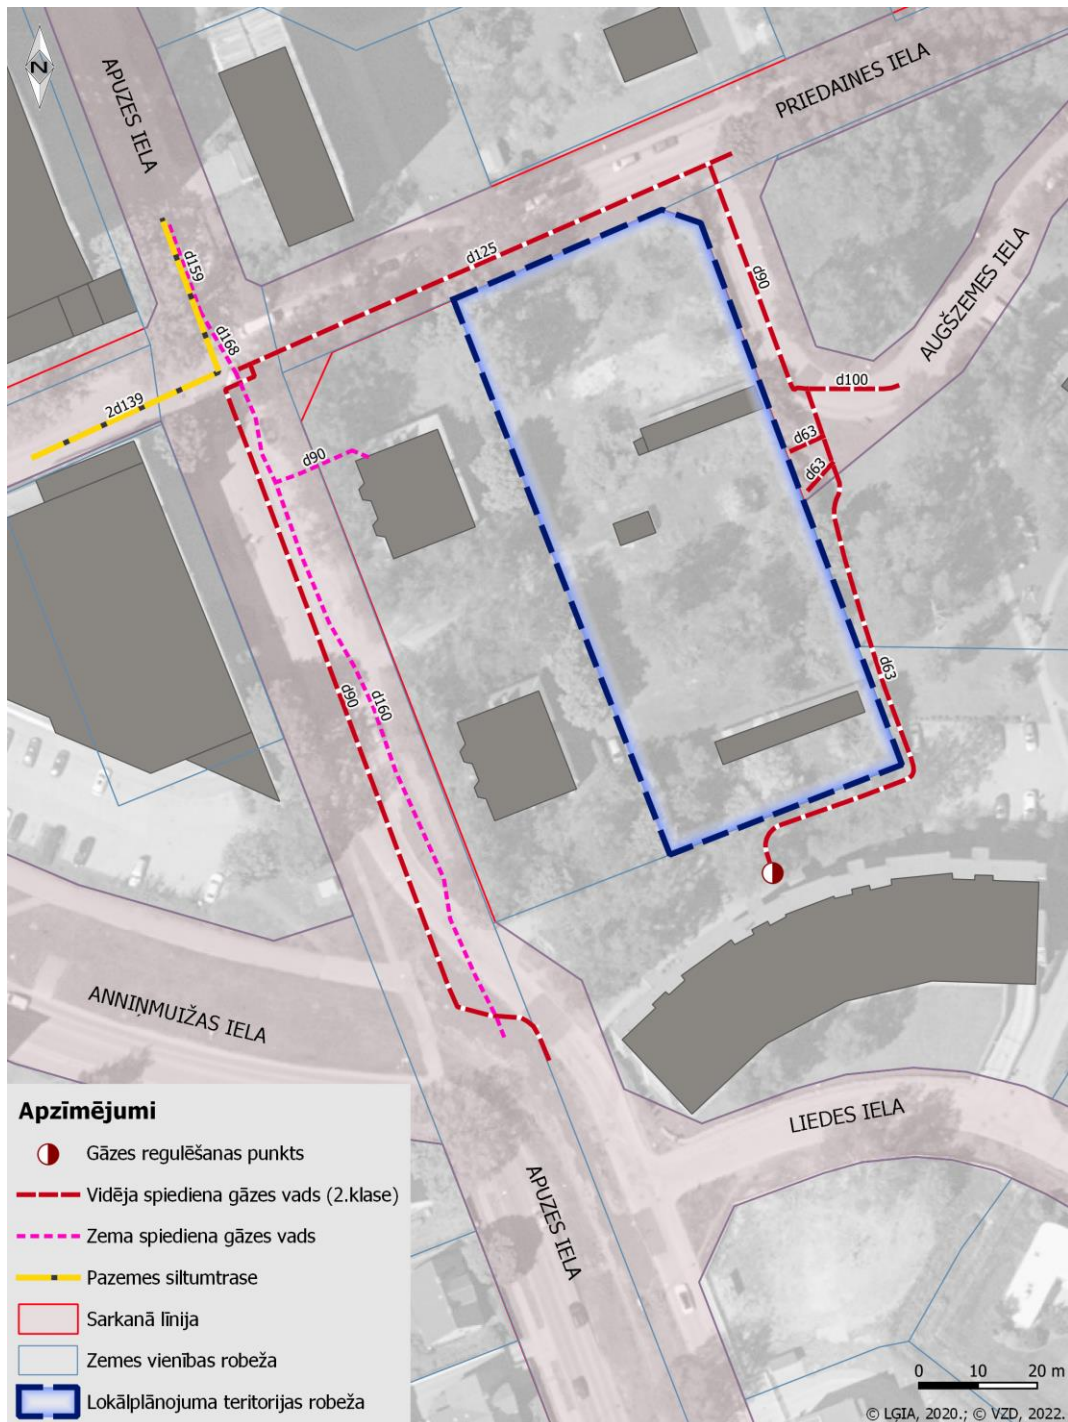 N
APUZES IELA
PRIEDAINES IELA
AUGŠZEMES IELA
d159
d168
d125
d90
2d139
d100
d63
d63
d90
d63
d90
d160
ANNIŅMUIŽAS IELA
LIEDES IELA
APUZES IELA
Apzīmējumi
Gāzes regulēšanas punkts
Vidēja spiediena gāzes vads (2.klase)
Zema spiediena gāzes vads
Pazemes siltumtrase
Sarkanā līnija
Zemes vienības robeža
Lokālplānojuma teritorijas robeža
0 10 20 m
© LGIA, 2020.; © VZD, 2022.